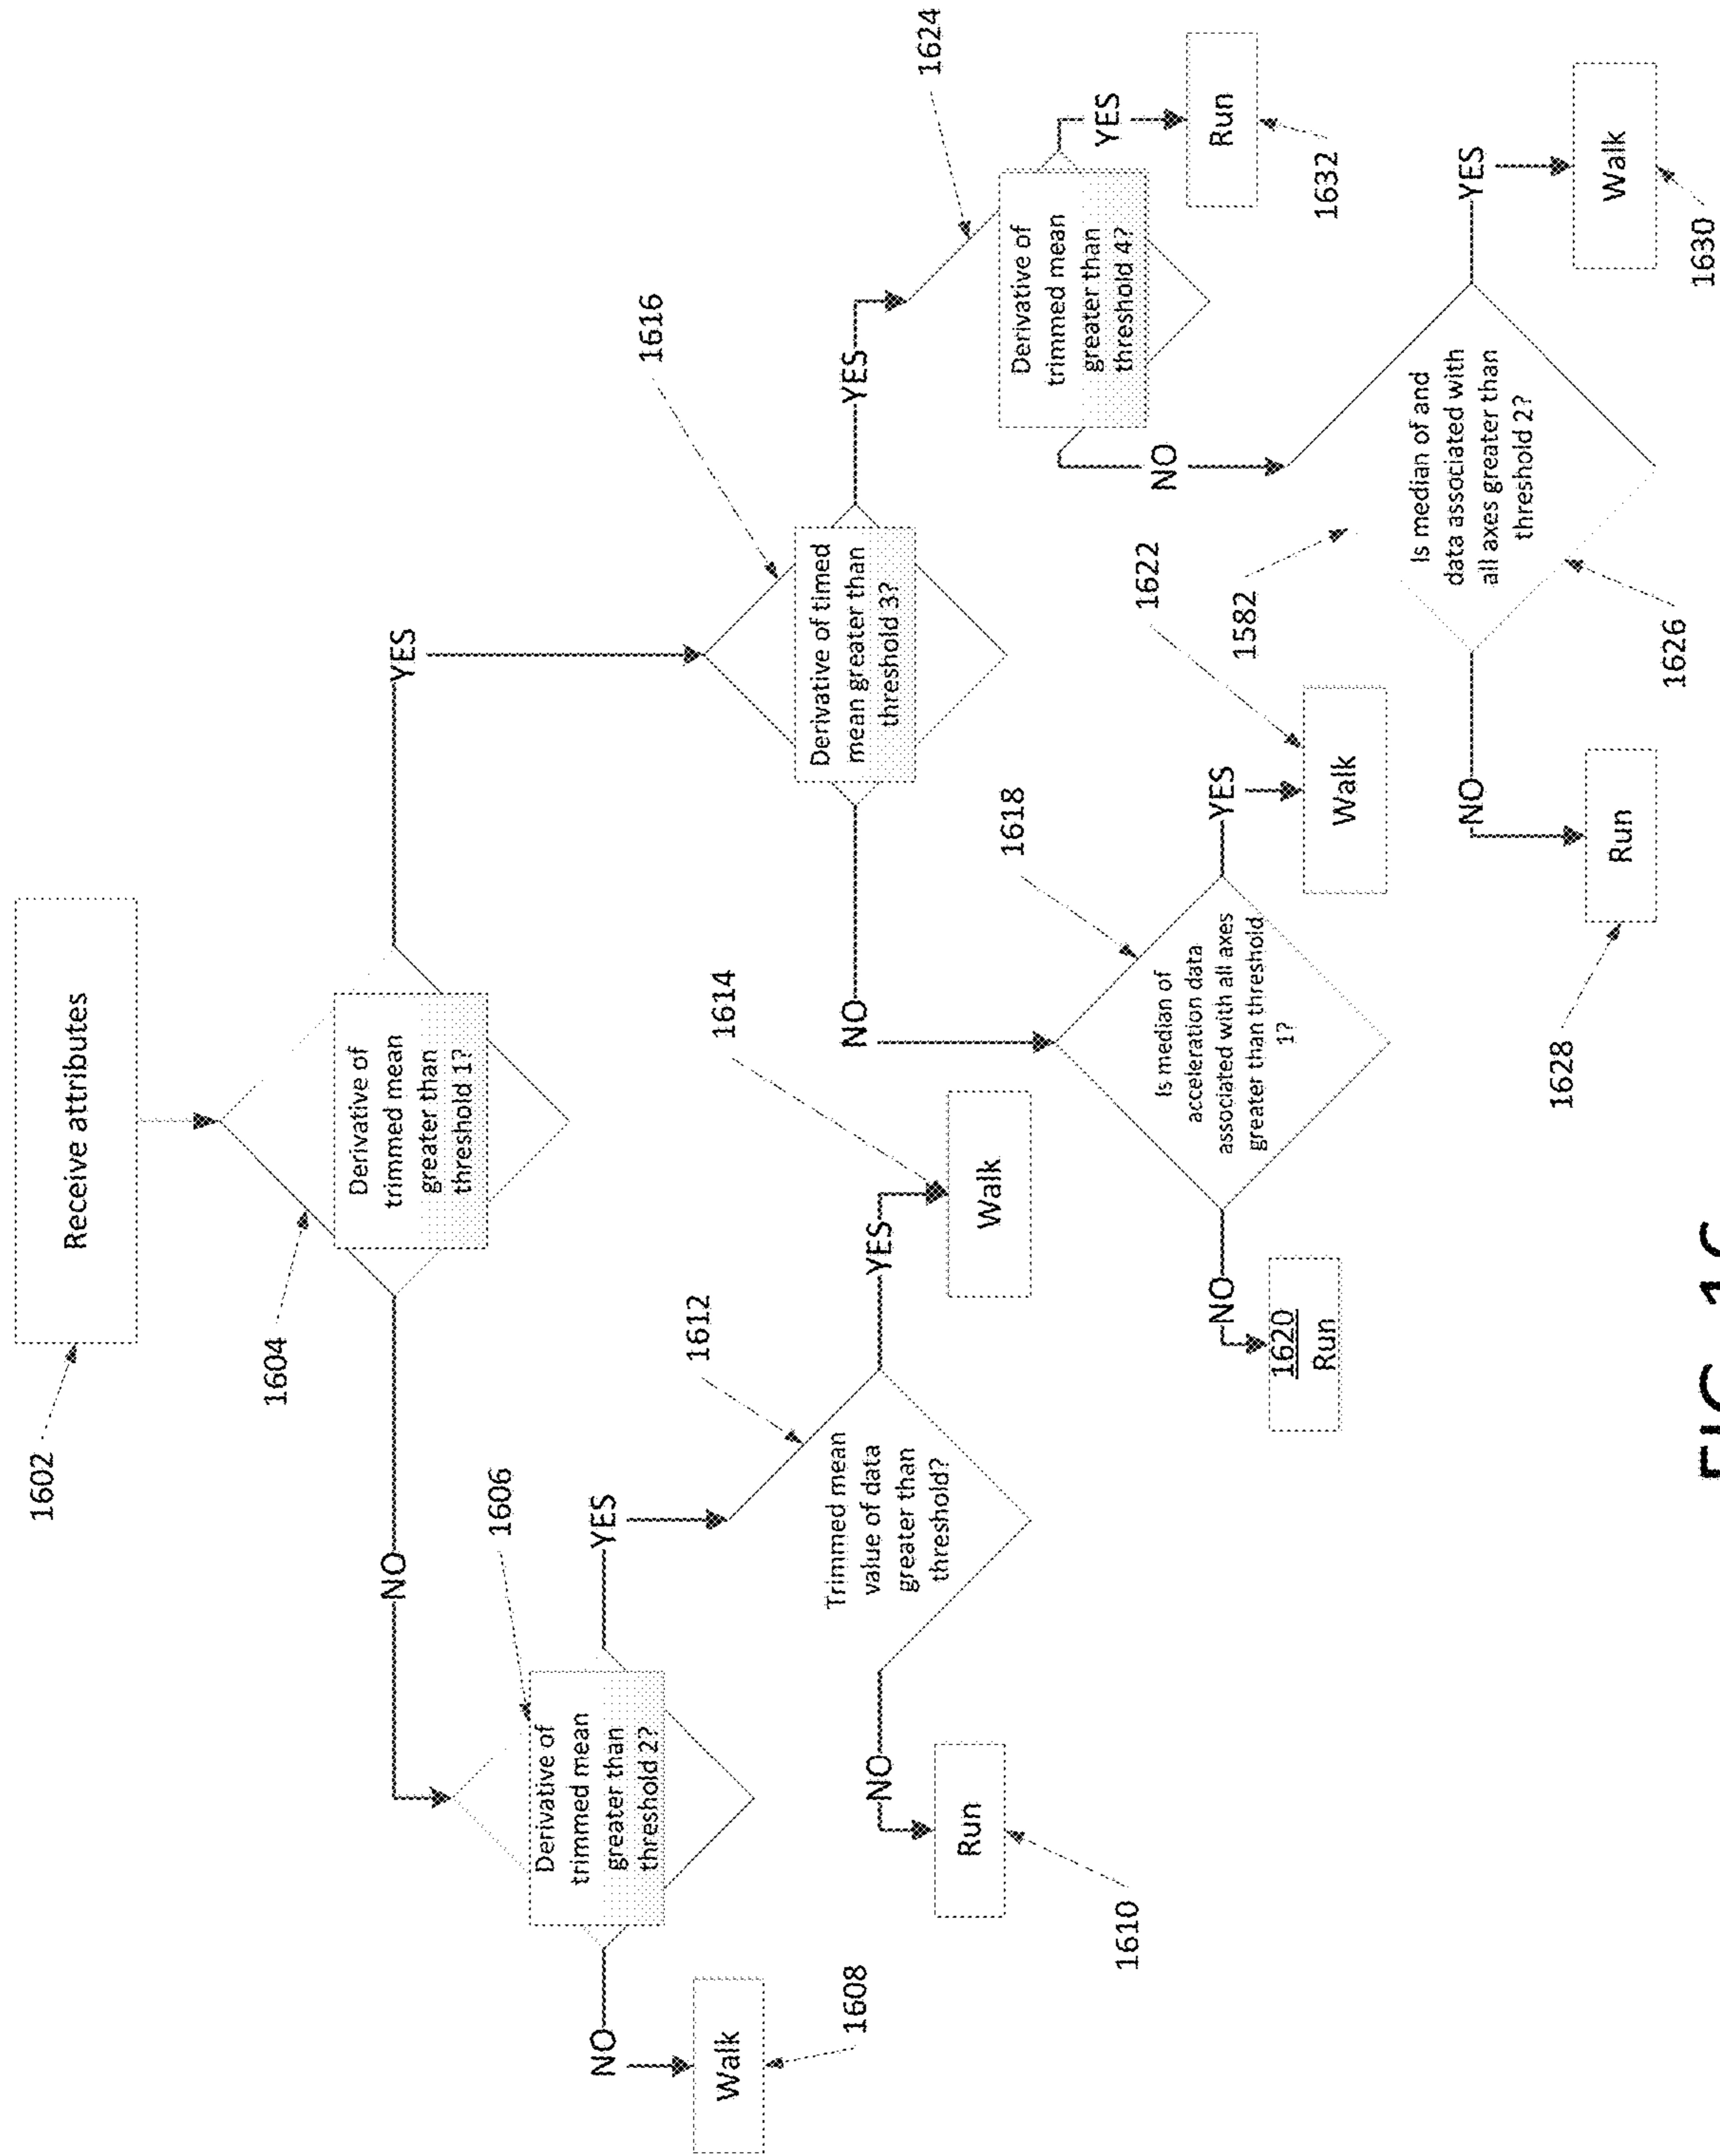 1602
Receive attributes
1604
Derivative of
trimmed mean
greater than
threshold 1?
NO
YES
1606
Derivative of
trimmed mean
greater than
threshold 2?
NO
YES
1608
Walk
1612
Trimmed mean
value of data
greater than
threshold?
NO
YES
1610
Run
1614
Walk
1616
Derivative of timed
mean greater than
threshold 3?
NO
YES
1618
Is median of
acceleration data
associated with all axes
greater than threshold
1?
NO
YES
1620
Run
1622
Walk
1624
Derivative of
trimmed mean
greater than
threshold 4?
NO
YES
1632
Run
1582
Is median of and
data associated with
all axes greater than
threshold 2?
1626
NO
YES
1628
Run
1630
Walk